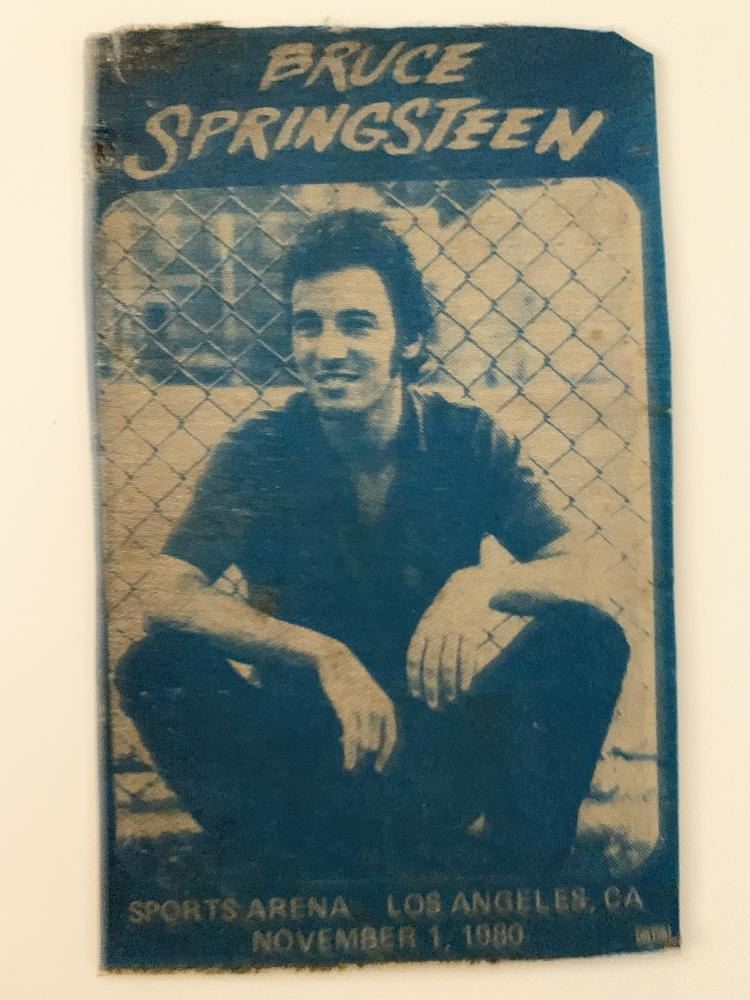 BRUCE
SPRINGSTEEN
SPORTS ARENA LOS ANGELES, CA
NOVEMBER 1, 1980